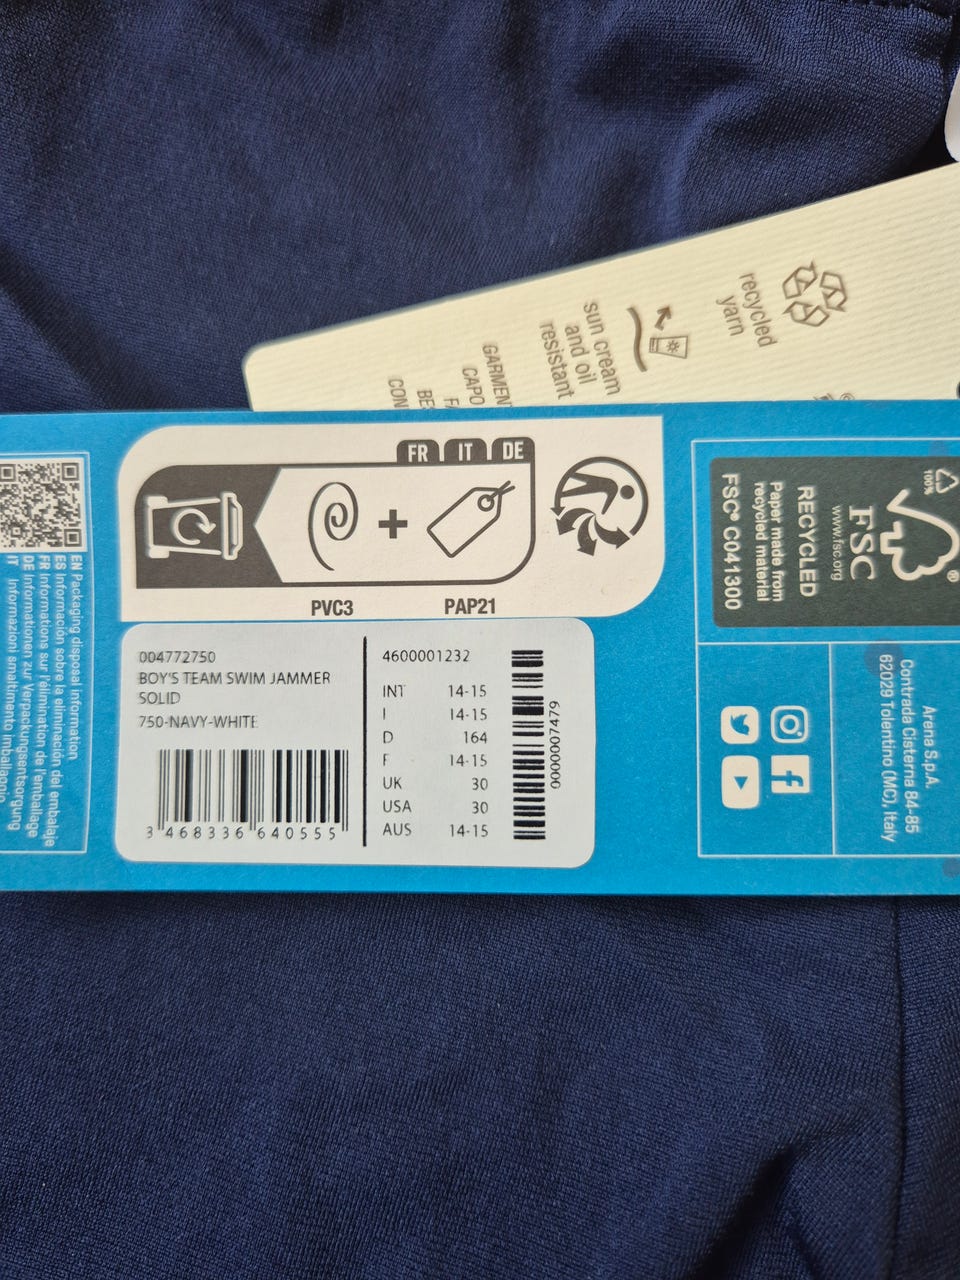 recycled
yarn
sun cream
and oil
resistant
GARMEN
CAPO
FR
IT
DE
PVC3
PAP21
004772750
BOY'S TEAM SWIM JAMMER
SOLID
750-NAVY-WHITE
3 468336 640555
4600001232
INT 14-15
I 14-15
D 164
F 14-15
UK 30
USA 30
AUS 14-15
0000007479
EN Packaging disposal information
ES Información sobre la eliminación del embalaje
FR Informations sur l'élimination de l'emballage
DE Informationen zur Verpackungsentsorgung
IT Informazioni smaltimento imballaggio
100%
®
FSC
www.fsc.org
RECYCLED
Paper made from
recycled material
FSC® C041300
Arena S.p.A.
Contrada Cisterna 84-85
62029 Tolentino (MC), Italy